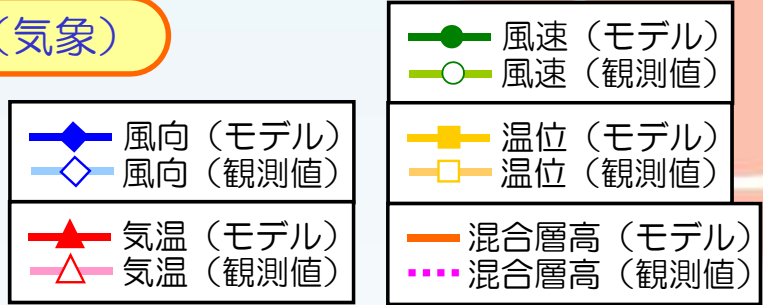 （気象）
風速（モデル）
風速（観測値）
風向（モデル）
風向（観測値）
温位（モデル）
温位（観測値）
気温（モデル）
気温（観測値）
混合層高（モデル）
混合層高（観測値）